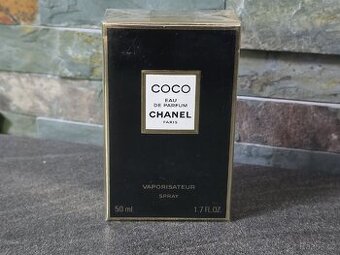 COCO
EAU
DE PARFUM
CHANEL
PARIS
VAPORISATEUR
SPRAY
50 ml 1.7 FL.OZ.